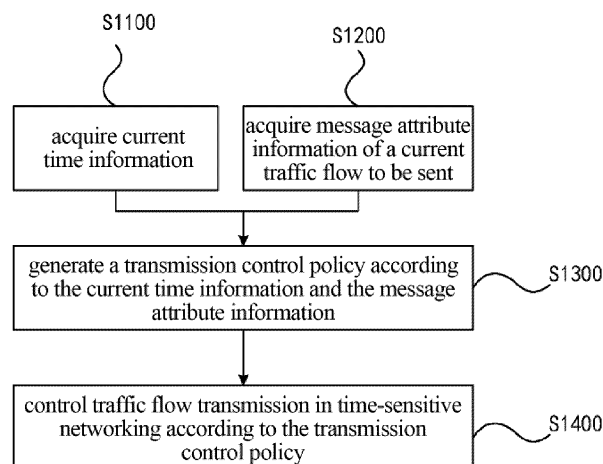 S1100
S1200
acquire current
time information
acquire message attribute
information of a current
traffic flow to be sent
generate a transmission control policy according
to the current time information and the message
attribute information
S1300
control traffic flow transmission in time-sensitive
networking according to the transmission
control policy
S1400